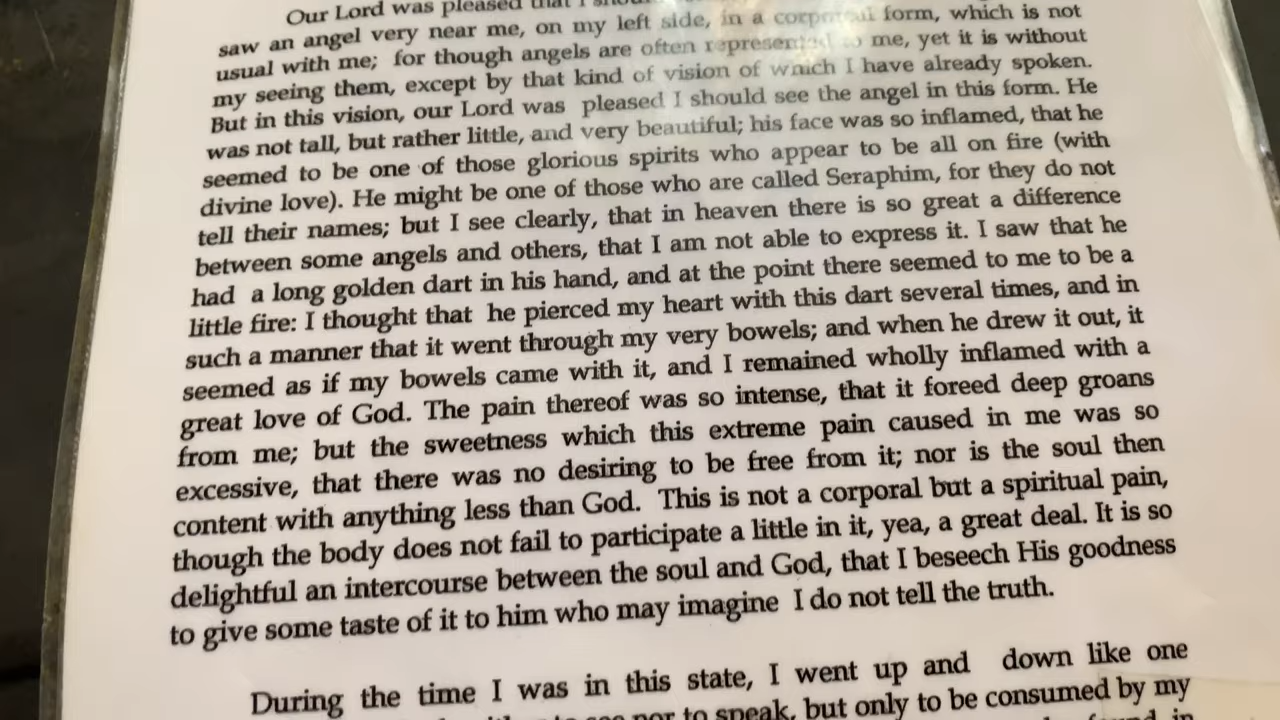 Our Lord was pleased that I
saw an angel very near me, on my left side, in a corporeal form, which is not
usual with me; for though angels are often represented to me, yet it is without
my seeing them, except by that kind of vision of which I have already spoken.
But in this vision, our Lord was pleased I should see the angel in this form. He
was not tall, but rather little, and very beautiful; his face was so inflamed, that he
seemed to be one of those glorious spirits who appear to be all on fire (with
divine love). He might be one of those who are called Seraphim, for they do not
tell their names; but I see clearly, that in heaven there is so great a difference
between some angels and others, that I am not able to express it. I saw that he
had a long golden dart in his hand, and at the point there seemed to me to be a
little fire: I thought that he pierced my heart with this dart several times, and in
such a manner that it went through my very bowels; and when he drew it out, it
seemed as if my bowels came with it, and I remained wholly inflamed with a
great love of God. The pain thereof was so intense, that it foreed deep groans
from me; but the sweetness which this extreme pain caused in me was so
excessive, that there was no desiring to be free from it; nor is the soul then
content with anything less than God. This is not a corporal but a spiritual pain,
though the body does not fail to participate a little in it, yea, a great deal. It is so
delightful an intercourse between the soul and God, that I beseech His goodness
to give some taste of it to him who may imagine I do not tell the truth.
During the time I was in this state, I went up and down like one
nor to speak, but only to be consumed by my
in